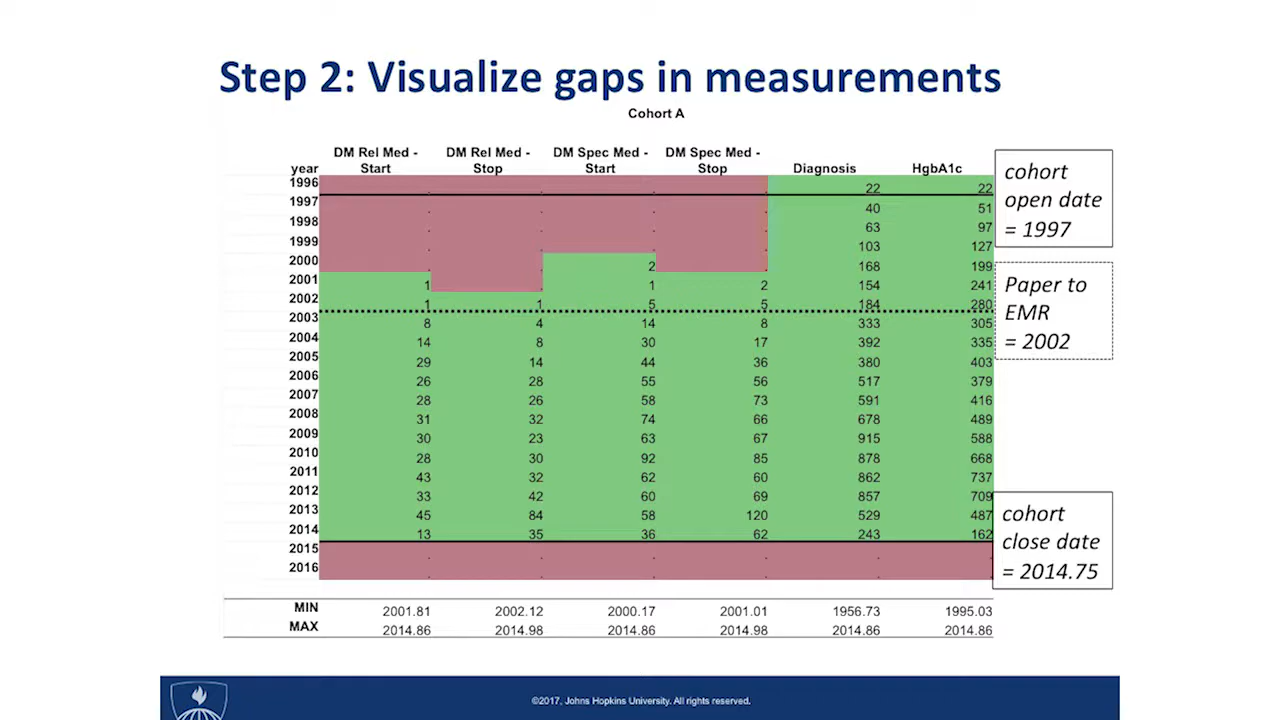 Step 2: Visualize gaps in measurements
Cohort A
year DM Rel Med - Start DM Rel Med - Stop DM Spec Med - Start DM Spec Med - Stop Diagnosis HgbA1c
1996 . . . . 22 22
1997 . . . . 40 51
1998 . . . . 63 97
1999 . . . . 103 127
2000 . . 2 . 168 199
2001 1 . 1 2 154 241
2002 1 1 5 5 184 280
2003 8 4 14 8 333 305
2004 14 8 30 17 392 335
2005 29 14 44 36 380 403
2006 26 28 55 56 517 379
2007 28 26 58 73 591 416
2008 31 32 74 66 678 489
2009 30 23 63 67 915 588
2010 28 30 92 85 878 668
2011 43 32 62 60 862 737
2012 33 42 60 69 857 709
2013 45 84 58 120 529 487
2014 13 35 36 62 243 162
2015 . . . . . .
2016 . . . . . .
MIN 2001.81 2002.12 2000.17 2001.01 1956.73 1995.03
MAX 2014.86 2014.98 2014.86 2014.98 2014.86 2014.86
cohort
open date
= 1997
Paper to
EMR
= 2002
cohort
close date
= 2014.75
©2017, Johns Hopkins University. All rights reserved.